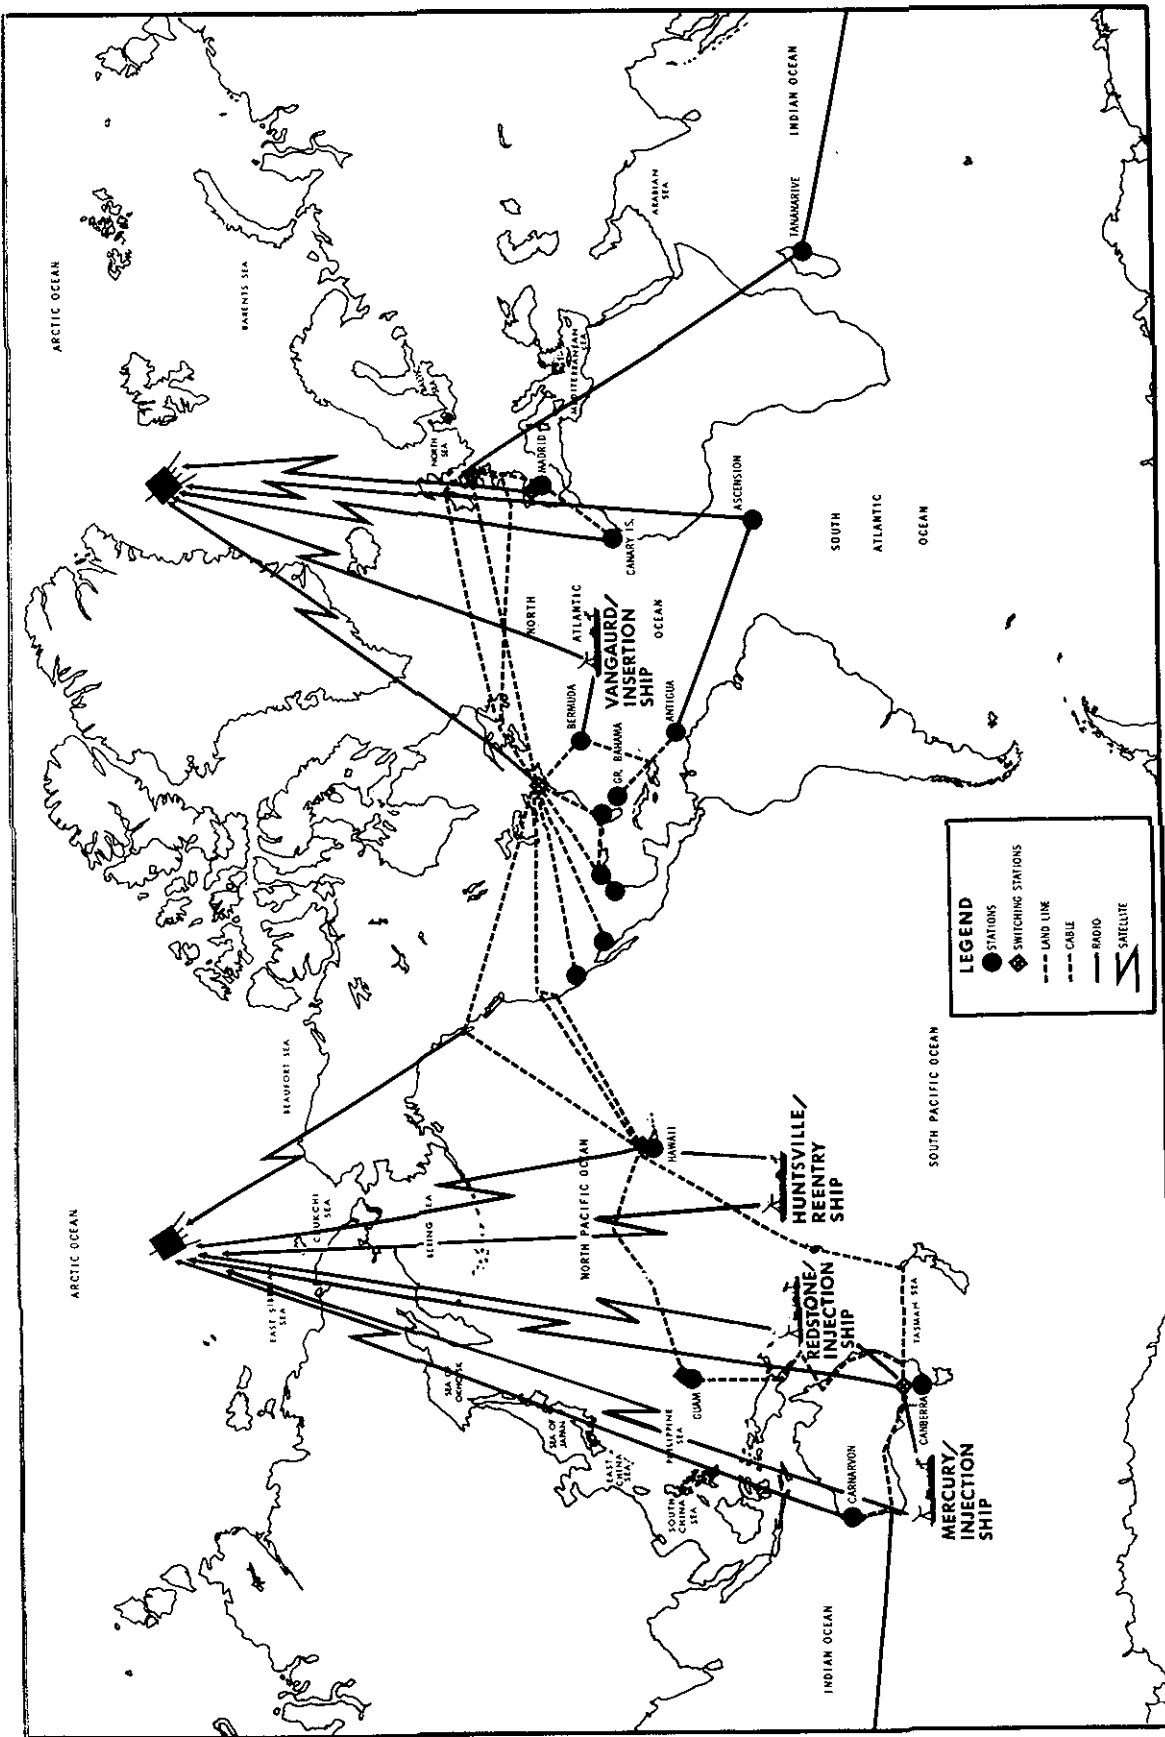 ARCTIC OCEAN
ARCTIC OCEAN
BARENTS SEA
BEAUFORT SEA
CHUKCHI
SEA
EAST SIBERIAN
SEA
BERING SEA
SEA OF
OKHOTSK
SEA OF
JAPAN
EAST
CHINA
SEA
SOUTH
CHINA
SEA
PHILIPPINE
SEA
NORTH PACIFIC OCEAN
HAWAII
GUAM
CARNARVON
CANBERRA
TASMAN SEA
INDIAN OCEAN
MERCURY/
INJECTION
SHIP
REDSTONE/
INJECTION
SHIP
HUNTSVILLE/
REENTRY
SHIP
SOUTH PACIFIC OCEAN
NORTH
ATLANTIC
OCEAN
BERMUDA
VANGAURD/
INSERTION
SHIP
GR. BAHAMA
ANTIGUA
NORTH
SEA
BALTIC
SEA
MADRID
MEDITERRANEAN
SEA
CANARY IS.
ASCENSION
SOUTH
ATLANTIC
OCEAN
ARABIAN
SEA
TANANARIVE
INDIAN OCEAN
LEGEND
STATIONS
SWITCHING STATIONS
LAND LINE
CABLE
RADIO
SATELLITE